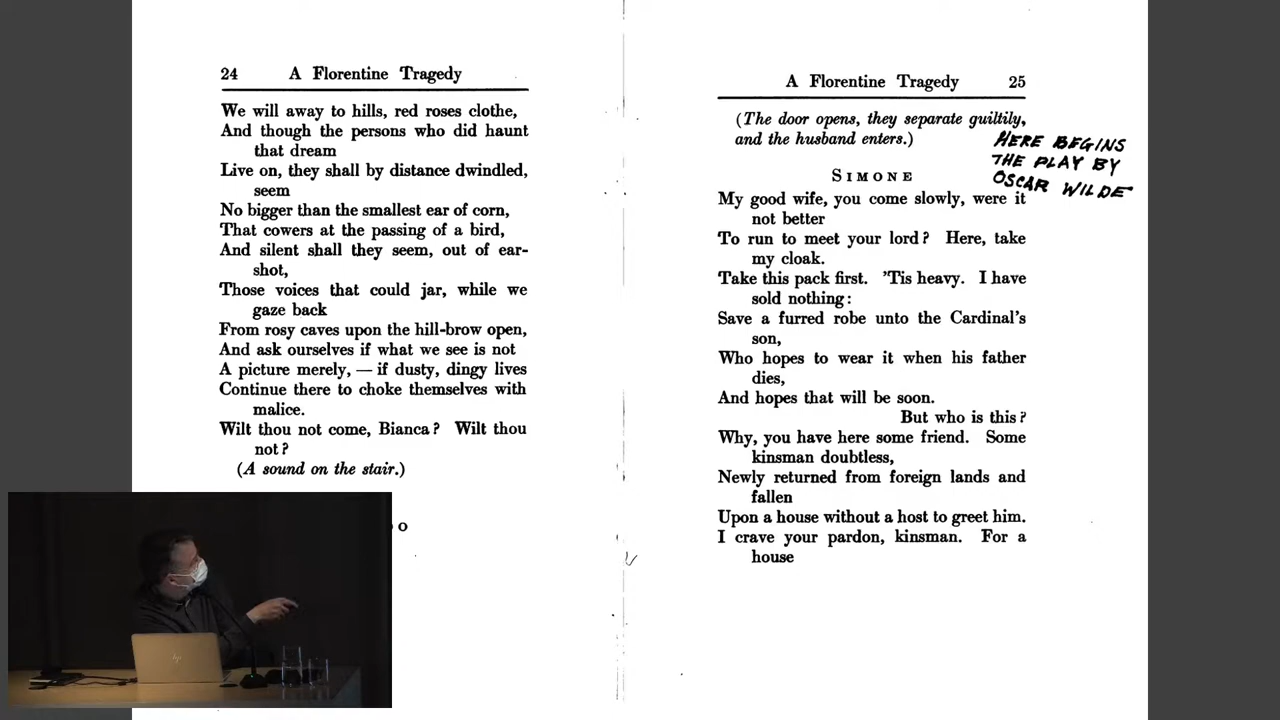 24 A Florentine Tragedy
We will away to hills, red roses clothe,
And though the persons who did haunt
that dream
Live on, they shall by distance dwindled,
seem
No bigger than the smallest ear of corn,
That cowers at the passing of a bird,
And silent shall they seem, out of ear-
shot,
Those voices that could jar, while we
gaze back
From rosy caves upon the hill-brow open,
And ask ourselves if what we see is not
A picture merely, — if dusty, dingy lives
Continue there to choke themselves with
malice.
Wilt thou not come, Bianca? Wilt thou
not?
(A sound on the stair.)
O
A Florentine Tragedy 25
(The door opens, they separate guiltily,
and the husband enters.)
HERE BEGINS
THE PLAY BY
OSCAR WILDE
SIMONE
My good wife, you come slowly, were it
not better
To run to meet your lord? Here, take
my cloak.
Take this pack first. 'Tis heavy. I have
sold nothing:
Save a furred robe unto the Cardinal's
son,
Who hopes to wear it when his father
dies,
And hopes that will be soon.
But who is this?
Why, you have here some friend. Some
kinsman doubtless,
Newly returned from foreign lands and
fallen
Upon a house without a host to greet him.
I crave your pardon, kinsman. For a
house
hp